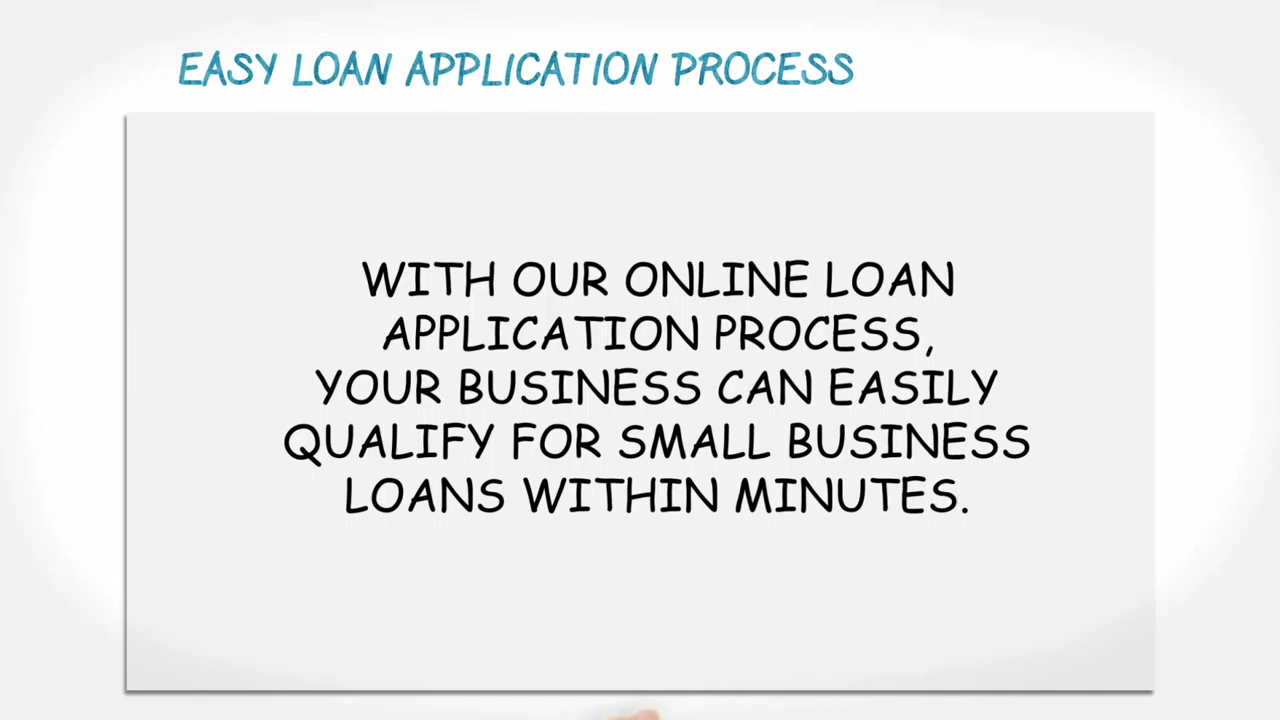 EASY LOAN APPLICATION PROCESS
WITH OUR ONLINE LOAN
APPLICATION PROCESS,
YOUR BUSINESS CAN EASILY
QUALIFY FOR SMALL BUSINESS
LOANS WITHIN MINUTES.